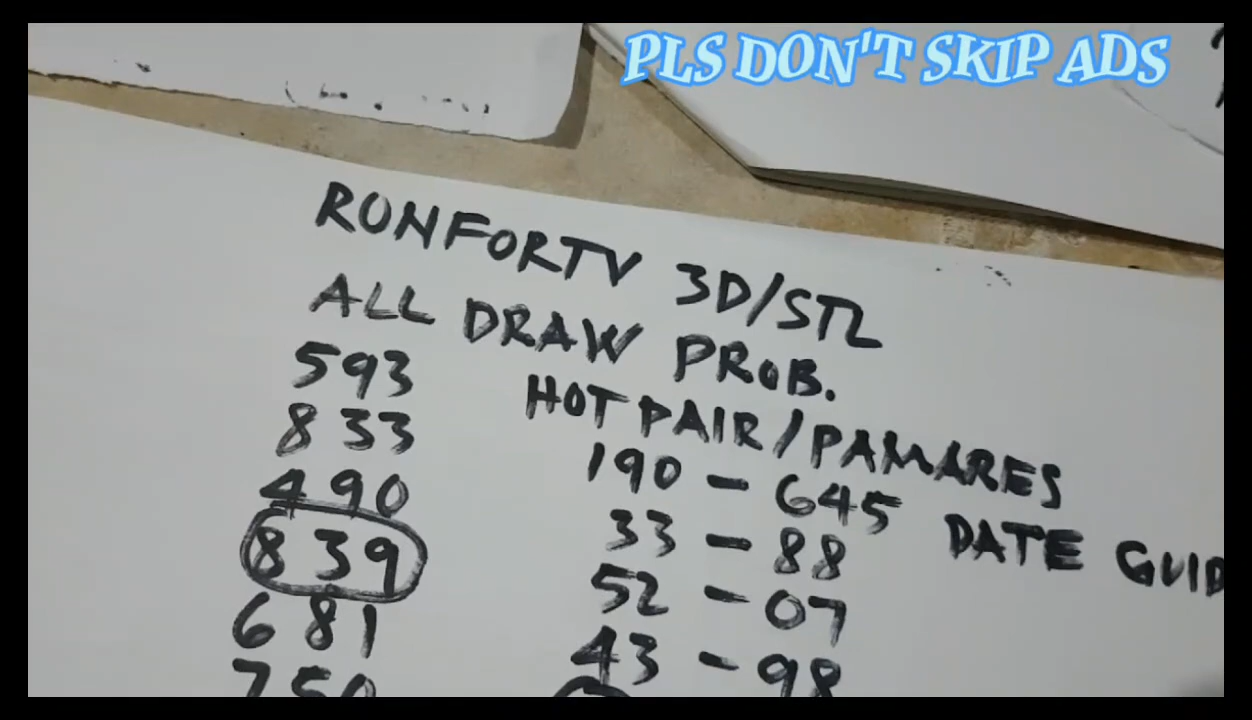 PLS DON'T SKIP ADS
RONFORTV 3D/STL
ALL DRAW PROB.
593
833
490
839
681
750
HOT PAIR/PAMARES
190 - 645 DATE GUID
33 - 88
52 - 07
43 - 98